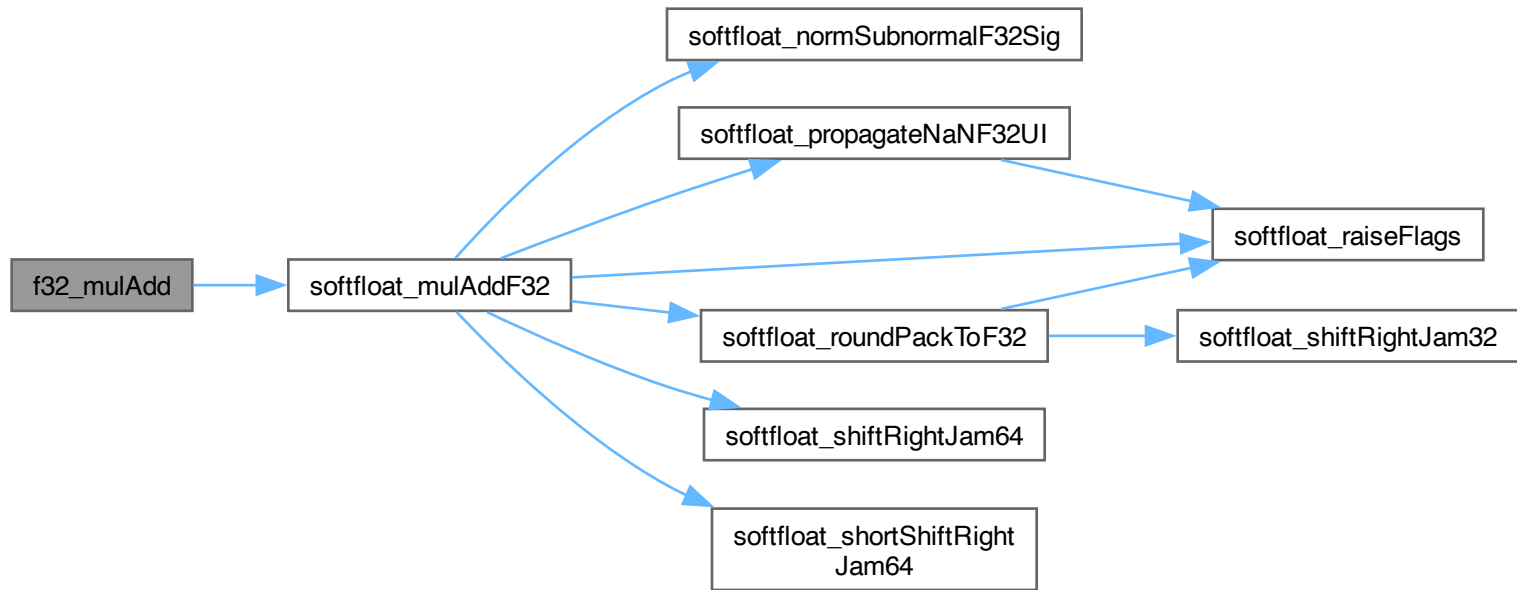 softfloat_normSubnormalF32Sig
softfloat_propagateNaNF32UI
softfloat_raiseFlags
f32_mulAdd
softfloat_mulAddF32
softfloat_roundPackToF32
softfloat_shiftRightJam32
softfloat_shiftRightJam64
softfloat_shortShiftRight
Jam64